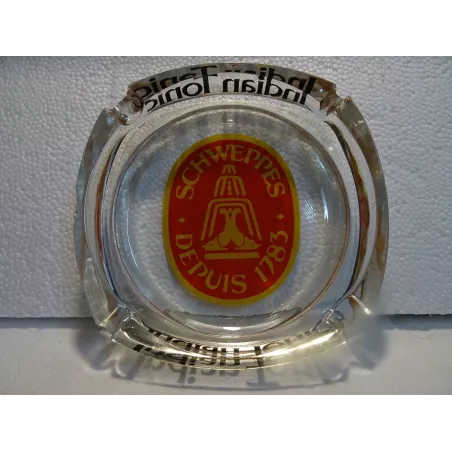 Indian Tonic
SCHWEPPES
DEPUIS 1783